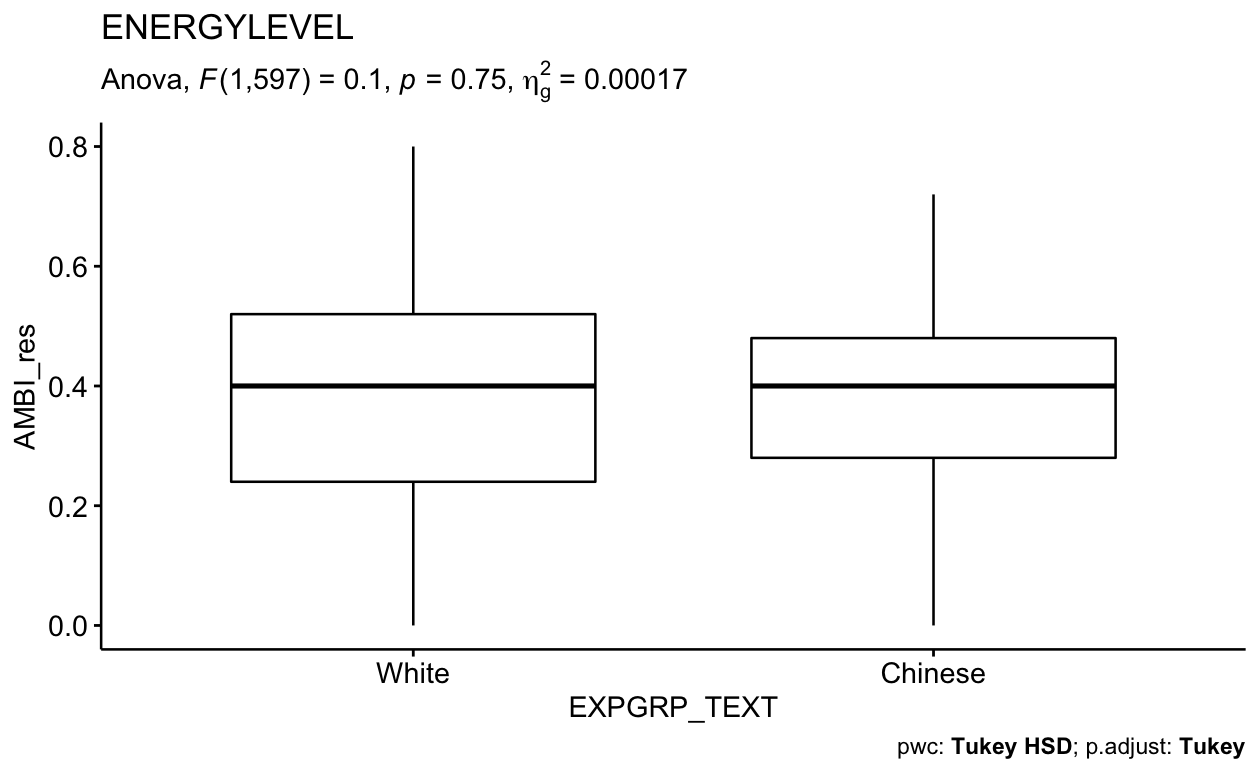 ENERGYLEVEL
Anova, F(1,597) = 0.1, p = 0.75, η²g = 0.00017
AMBI_res
0.8
0.6
0.4
0.2
0.0
White Chinese
EXPGRP_TEXT
pwc: Tukey HSD; p.adjust: Tukey